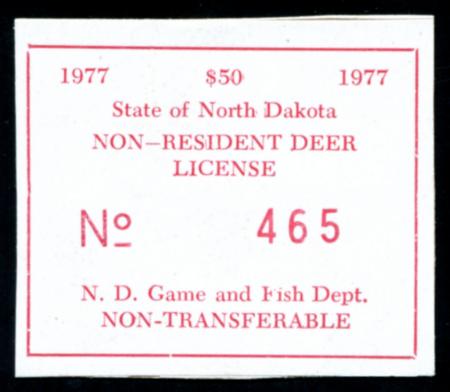 1977 $50 1977
State of North Dakota
NON-RESIDENT DEER
LICENSE
Nº 465
N. D. Game and Fish Dept.
NON-TRANSFERABLE